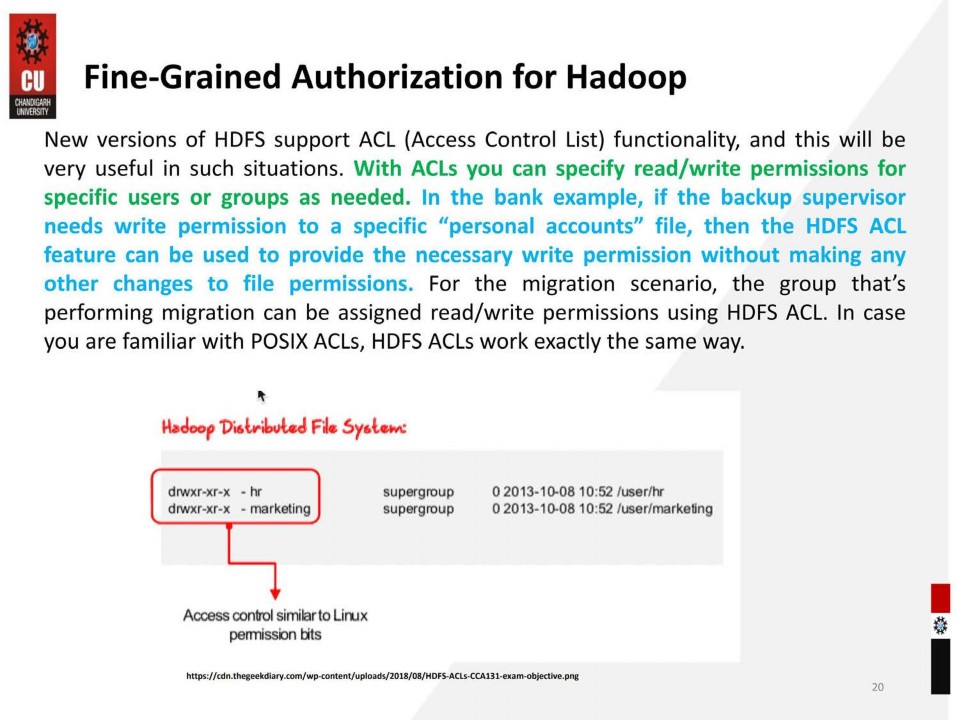 CU
CHANDIGARH
UNIVERSITY
Fine-Grained Authorization for Hadoop
New versions of HDFS support ACL (Access Control List) functionality, and this will be
very useful in such situations. With ACLs you can specify read/write permissions for
specific users or groups as needed. In the bank example, if the backup supervisor
needs write permission to a specific “personal accounts” file, then the HDFS ACL
feature can be used to provide the necessary write permission without making any
other changes to file permissions. For the migration scenario, the group that’s
performing migration can be assigned read/write permissions using HDFS ACL. In case
you are familiar with POSIX ACLs, HDFS ACLs work exactly the same way.
Hadoop Distributed File System:
drwxr-xr-x - hr supergroup 0 2013-10-08 10:52 /user/hr
drwxr-xr-x - marketing supergroup 0 2013-10-08 10:52 /user/marketing
Access control similar to Linux
permission bits
https://cdn.thegeekdiary.com/wp-content/uploads/2018/08/HDFS-ACLs-CCA131-exam-objective.png
20